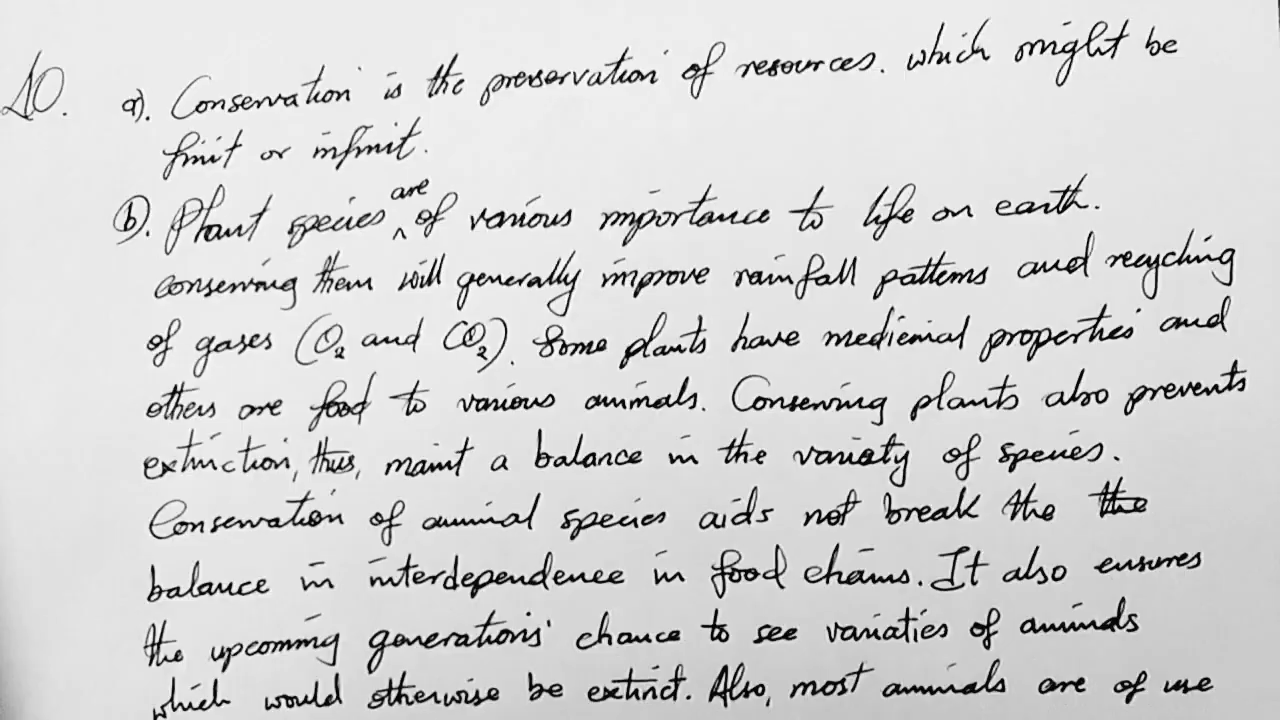 10. a). Conservation is the preservation of resources. which might be
finit or infinit.
b). Plant species are of various importance to life on earth.
conserving them will generally improve rainfall patterns and recycling
of gases (O₂ and CO₂). Some plants have medicinal properties and
others are food to various animals. Conserving plants also prevents
extinction, thus, maint a balance in the variaty of species.
Conservation of animal species aids not break the the
balance in interdependence in food chains. It also ensures
the upcomming generations' chance to see variaties of animals
which would otherwise be extinct. Also, most animals are of use